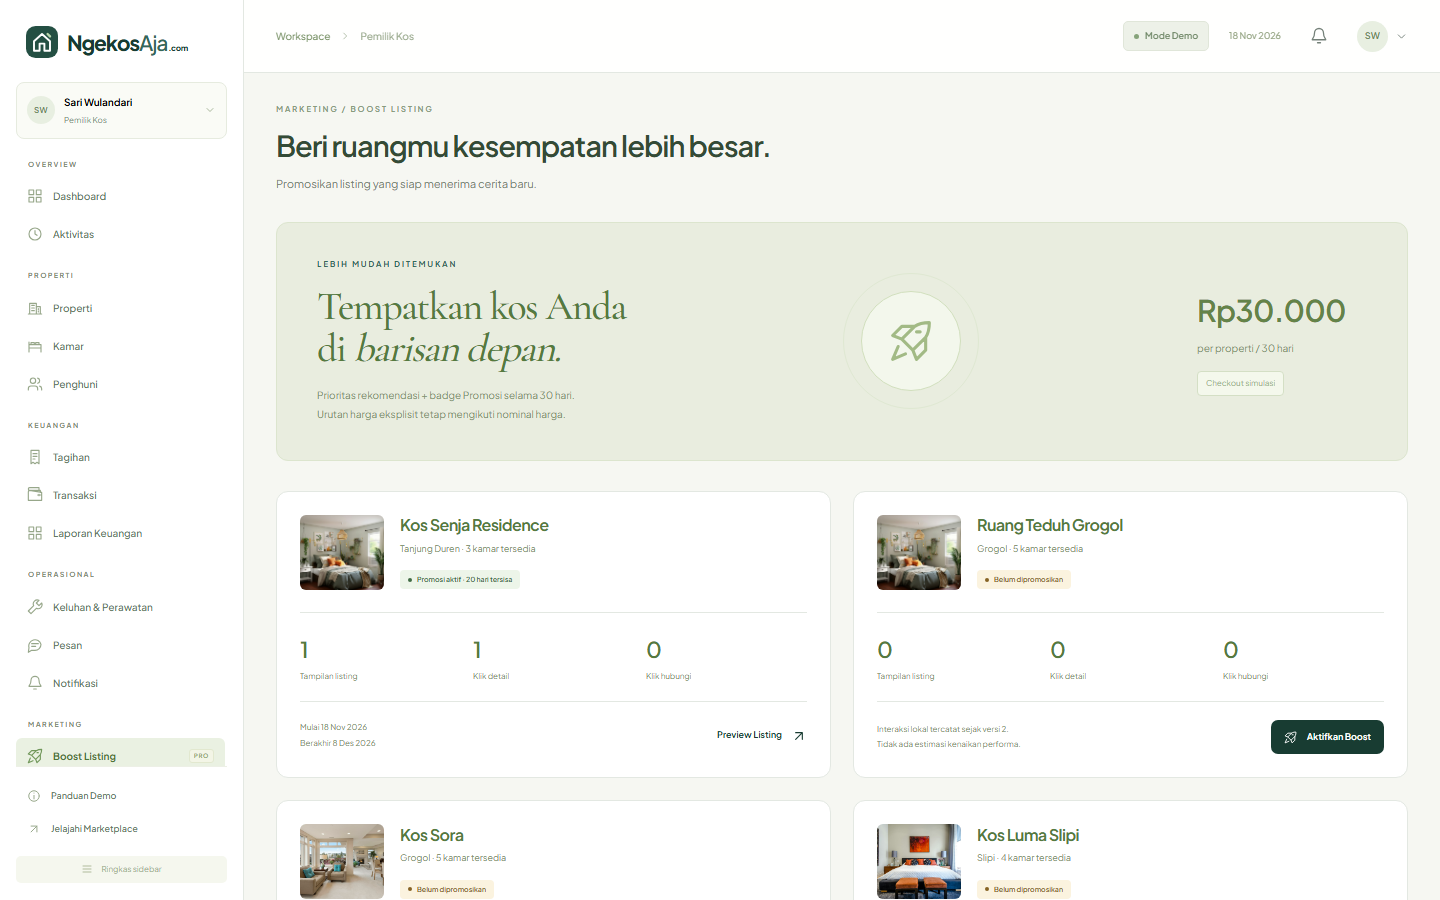 NgekosAja.com
SW
Sari Wulandari
Pemilik Kos
OVERVIEW
Dashboard
Aktivitas
PROPERTI
Properti
Kamar
Penghuni
KEUANGAN
Tagihan
Transaksi
Laporan Keuangan
OPERASIONAL
Keluhan & Perawatan
Pesan
Notifikasi
MARKETING
Boost Listing PRO
Panduan Demo
Jelajahi Marketplace
Ringkas sidebar
Workspace Pemilik Kos
Mode Demo 18 Nov 2026 SW
MARKETING / BOOST LISTING
Beri ruangmu kesempatan lebih besar.
Promosikan listing yang siap menerima cerita baru.
LEBIH MUDAH DITEMUKAN
Tempatkan kos Anda
di barisan depan.
Prioritas rekomendasi + badge Promosi selama 30 hari.
Urutan harga eksplisit tetap mengikuti nominal harga.
Rp30.000
per properti / 30 hari
Checkout simulasi
Kos Senja Residence
Tanjung Duren · 3 kamar tersedia
Promosi aktif · 20 hari tersisa
1 1 0
Tampilan listing Klik detail Klik hubungi
Mulai 18 Nov 2026
Berakhir 8 Des 2026
Preview Listing
Ruang Teduh Grogol
Grogol · 5 kamar tersedia
Belum dipromosikan
0 0 0
Tampilan listing Klik detail Klik hubungi
Interaksi lokal tercatat sejak versi 2.
Tidak ada estimasi kenaikan performa.
Aktifkan Boost
Kos Sora
Grogol · 5 kamar tersedia
Belum dipromosikan
Kos Luma Slipi
Slipi · 4 kamar tersedia
Belum dipromosikan